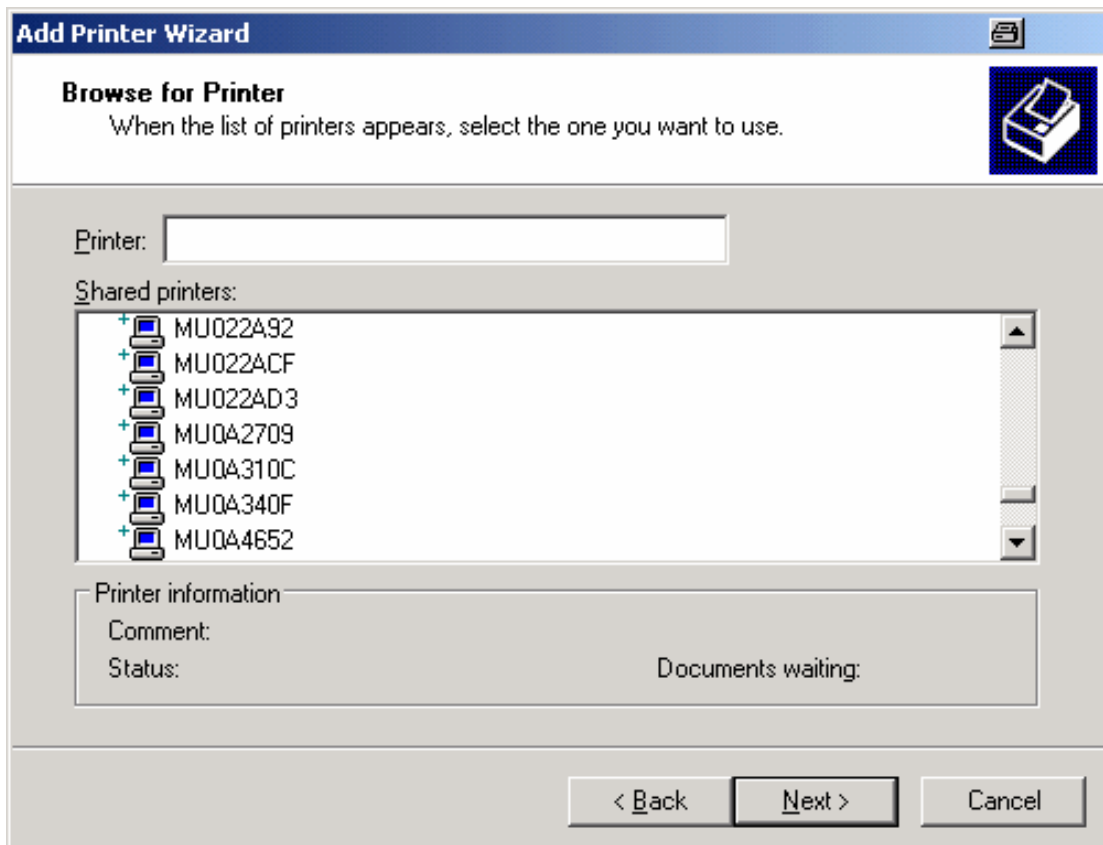 Add Printer Wizard
Browse for Printer
When the list of printers appears, select the one you want to use.
Printer:
Shared printers:
MU022A92
MU022ACF
MU022AD3
MU0A2709
MU0A310C
MU0A340F
MU0A4652
Printer information
Comment:
Status: Documents waiting:
< Back Next > Cancel